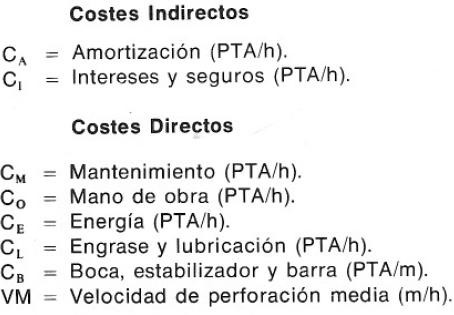 Costes Indirectos
C_A = Amortización (PTA/h).
C_I = Intereses y seguros (PTA/h).
Costes Directos
C_M = Mantenimiento (PTA/h).
C_O = Mano de obra (PTA/h).
C_E = Energía (PTA/h).
C_L = Engrase y lubricación (PTA/h).
C_B = Boca, estabilizador y barra (PTA/m).
VM = Velocidad de perforación media (m/h).